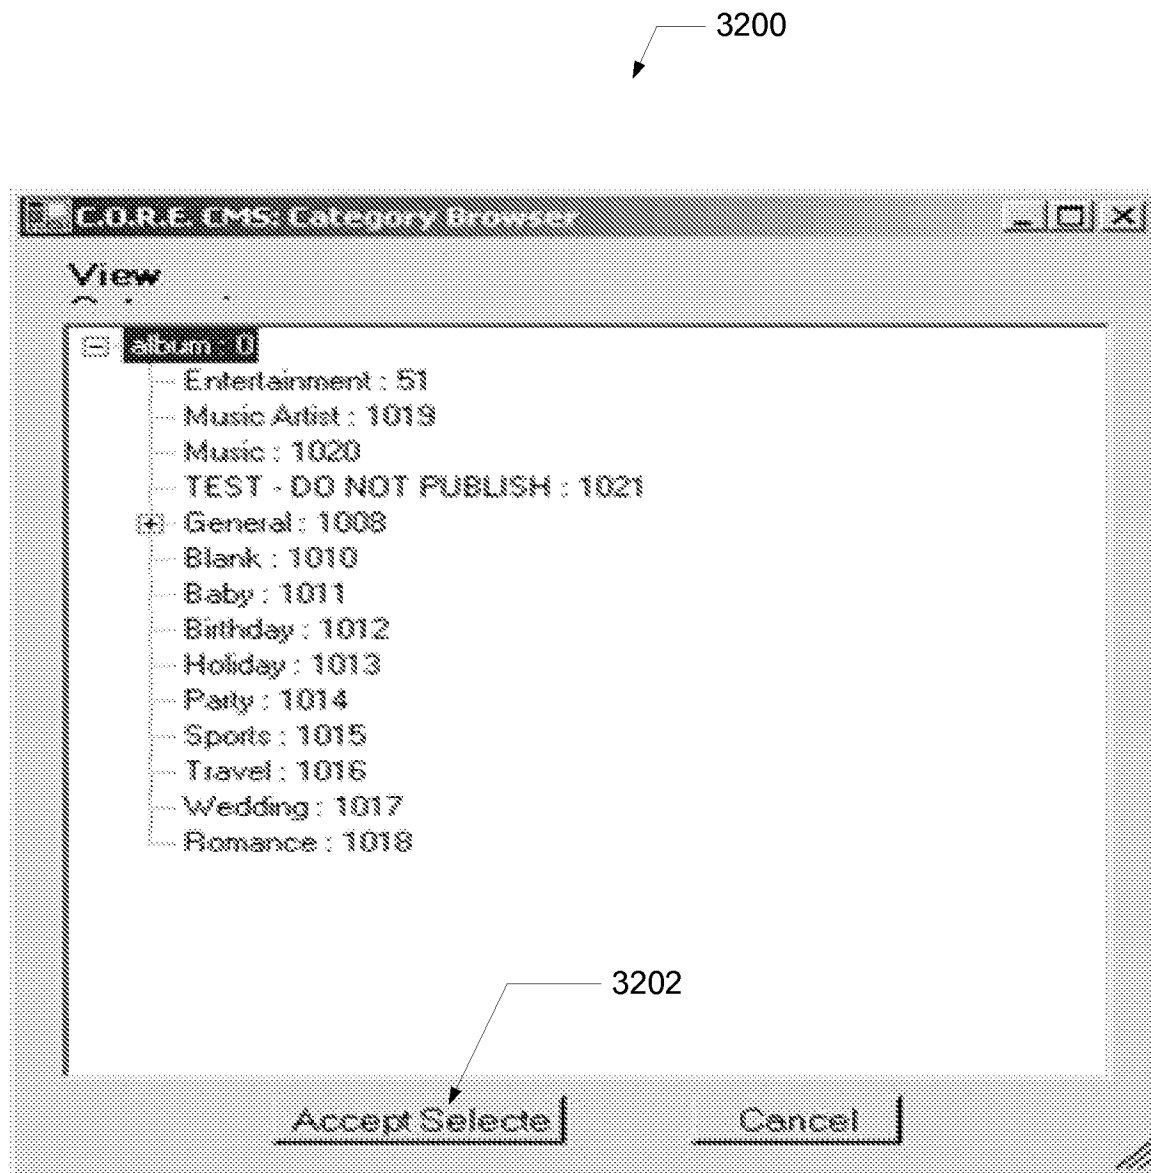 3200
C.O.R.E. CMS: Category Browser
View
album - 0
Entertainment : 51
Music Artist : 1019
Music : 1020
TEST - DO NOT PUBLISH : 1021
General : 1008
Blank : 1010
Baby : 1011
Birthday : 1012
Holiday : 1013
Party : 1014
Sports : 1015
Travel : 1016
Wedding : 1017
Romance : 1018
3202
Accept Selecte
Cancel